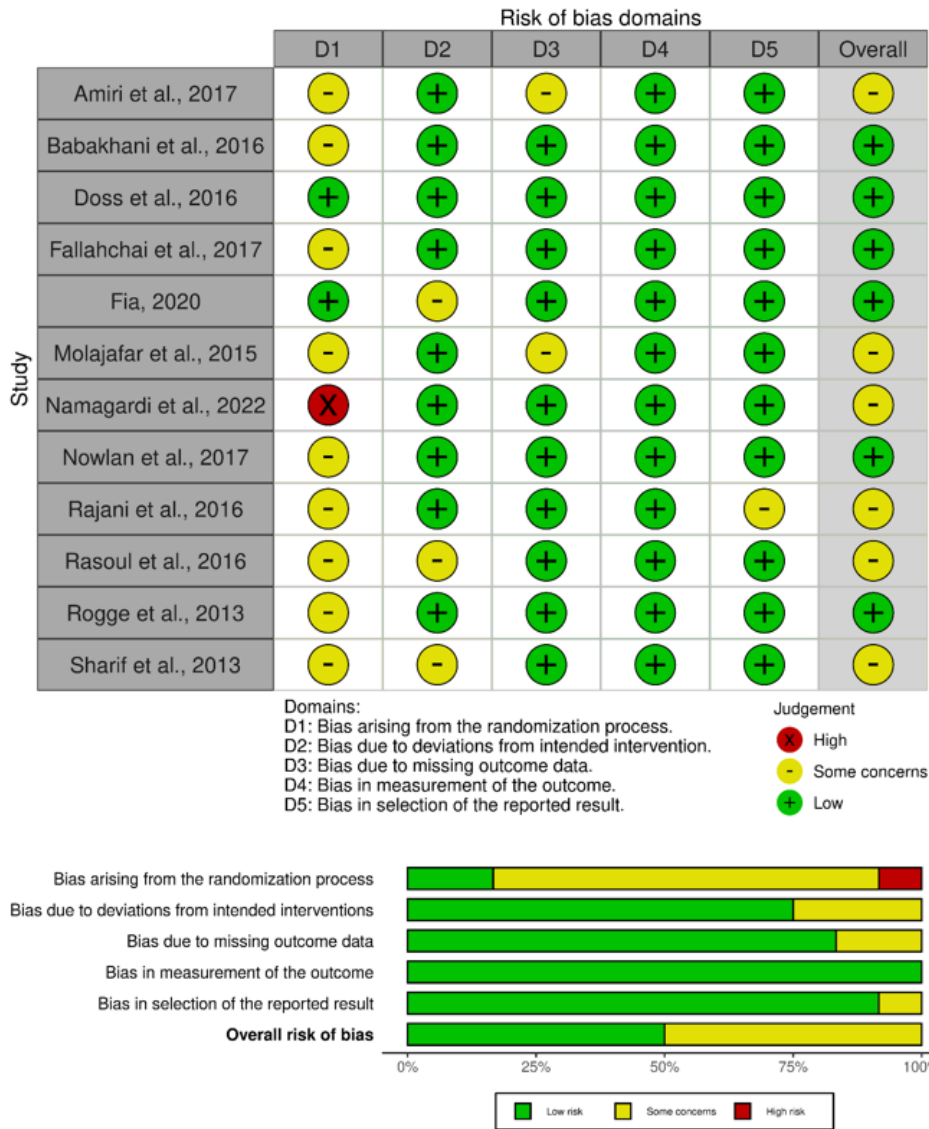 Risk of bias domains
D1 D2 D3 D4 D5 Overall
Study
Amiri et al., 2017 - + - + + -
Babakhani et al., 2016 - + + + + +
Doss et al., 2016 + + + + + +
Fallahchai et al., 2017 - + + + + +
Fia, 2020 + - + + + +
Molajafar et al., 2015 - + - + + -
Namagardi et al., 2022 X + + + + -
Nowlan et al., 2017 - + + + + +
Rajani et al., 2016 - + + + - -
Rasoul et al., 2016 - - + + + -
Rogge et al., 2013 - + + + + +
Sharif et al., 2013 - - + + + -
Domains:
D1: Bias arising from the randomization process.
D2: Bias due to deviations from intended intervention.
D3: Bias due to missing outcome data.
D4: Bias in measurement of the outcome.
D5: Bias in selection of the reported result.
Judgement
X High
- Some concerns
+ Low
Bias arising from the randomization process
Bias due to deviations from intended interventions
Bias due to missing outcome data
Bias in measurement of the outcome
Bias in selection of the reported result
Overall risk of bias
0% 25% 50% 75% 100%
Low risk Some concerns High risk